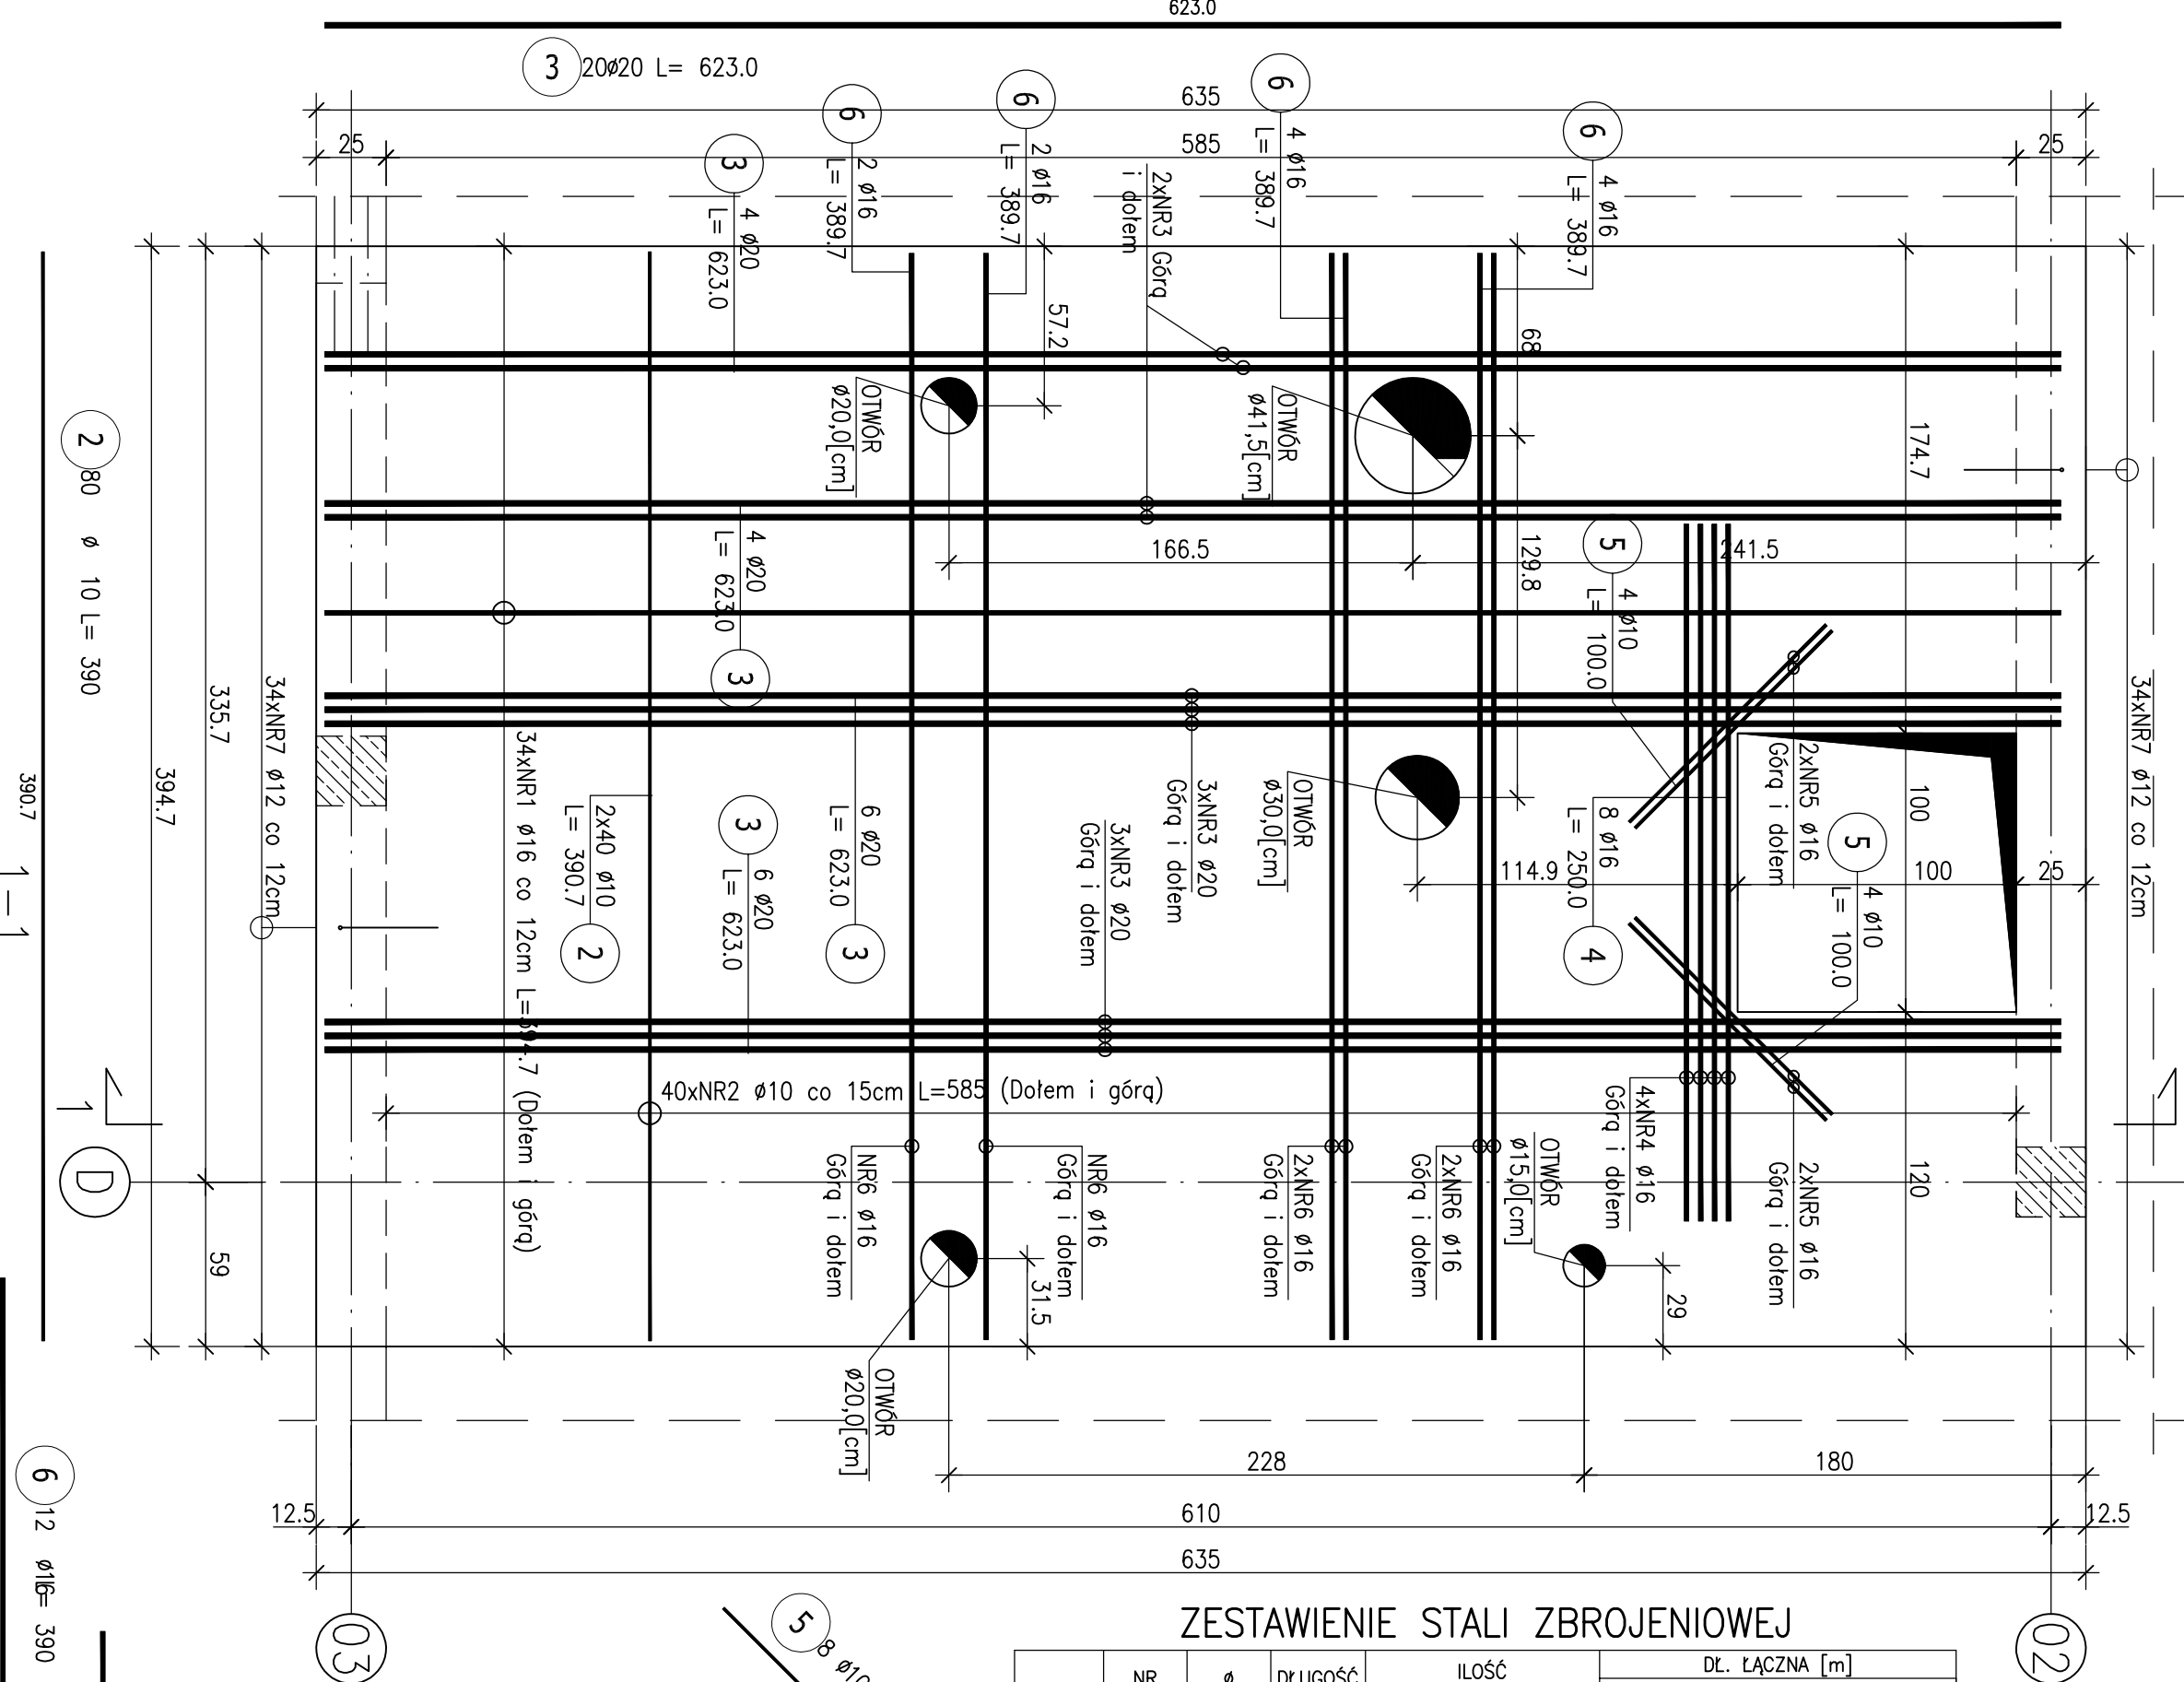 623.0
3 20ø20 L= 623.0
635
25
585
25
6
2 ø16
L= 389.7
6
2 ø16
L= 389.7
6
4 ø16
L= 389.7
6
4 ø16
L= 389.7
3
4 ø20
L= 623.0
2xNR3 Górą
i dołem
57.2
68
174.7
OTWÓR
ø20,0[cm]
OTWÓR
ø41,5[cm]
2 80 ø 10 L= 390
4 ø20
L= 623.0
3
166.5
241.5
129.8
5
4 ø10
L= 100.0
335.7
34xNR7 ø12 co 12cm
34xNR7 ø12 co 12cm
394.7
390.7
1 — 1
34xNR1 ø16 co 12cm L=394.7 (Dołem i górą)
2x40 ø10
L= 390.7
2
3
6 ø20
L= 623.0
6 ø20
L= 623.0
3
3xNR3 ø20
Górą i dołem
3xNR3 ø20
Górą i dołem
OTWÓR
ø30,0[cm]
114.9
8 ø16
L= 250.0
4
2xNR5 ø16
Górą i dołem
100
100
25
5
4 ø10
L= 100.0
40xNR2 ø10 co 15cm L=585 (Dołem i górą)
1
D
59
NR6 ø16
Górą i dołem
NR6 ø16
Górą i dołem
2xNR6 ø16
Górą i dołem
2xNR6 ø16
Górą i dołem
OTWÓR
ø15,0[cm]
4xNR4 ø16
Górą i dołem
2xNR5 ø16
Górą i dołem
120
31.5
29
OTWÓR
ø20,0[cm]
228
180
12.5
610
12.5
635
6 12 ø16 L= 390
03
02
5 8 ø10
ZESTAWIENIE STALI ZBROJENIOWEJ
NR ø DŁUGOŚĆ ILOŚĆ DŁ. ŁĄCZNA [m]